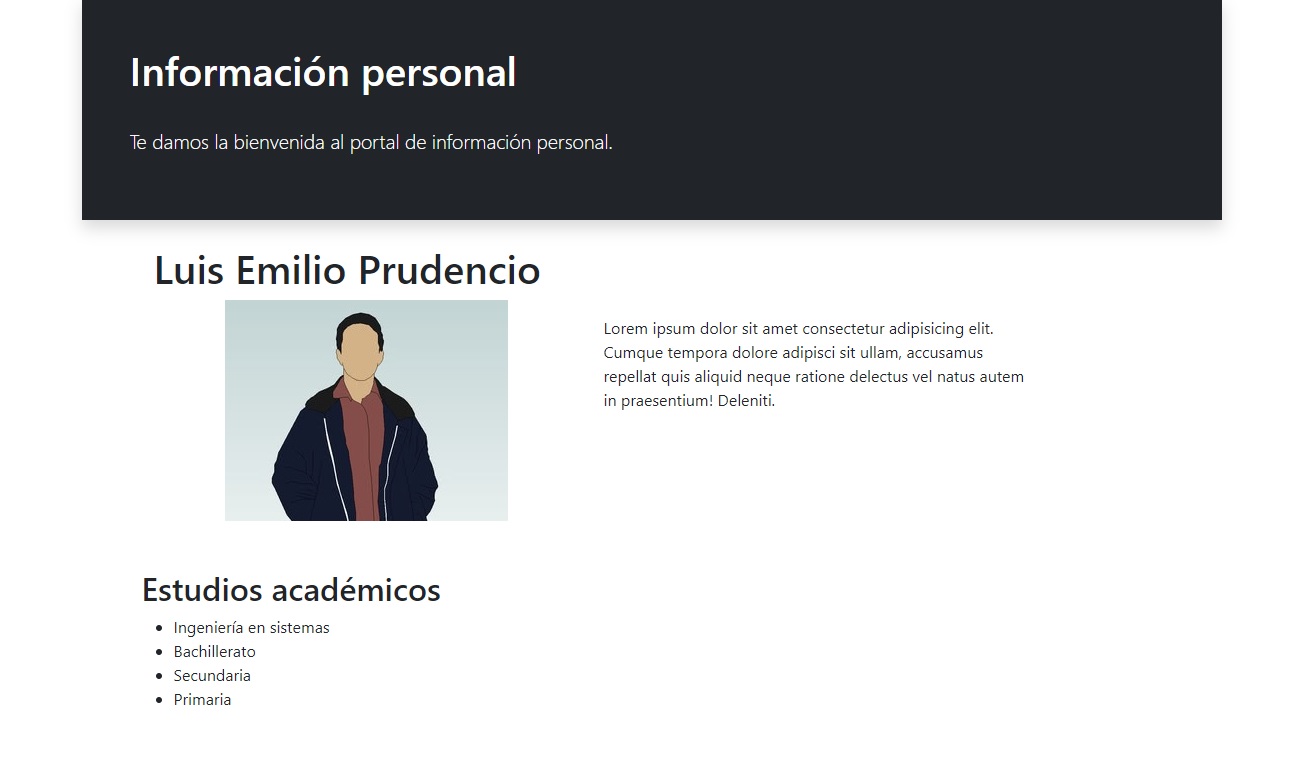 Información personal
Te damos la bienvenida al portal de información personal.
Luis Emilio Prudencio
Lorem ipsum dolor sit amet consectetur adipisicing elit.
Cumque tempora dolore adipisci sit ullam, accusamus
repellat quis aliquid neque ratione delectus vel natus autem
in praesentium! Deleniti.
Estudios académicos
Ingeniería en sistemas
Bachillerato
Secundaria
Primaria